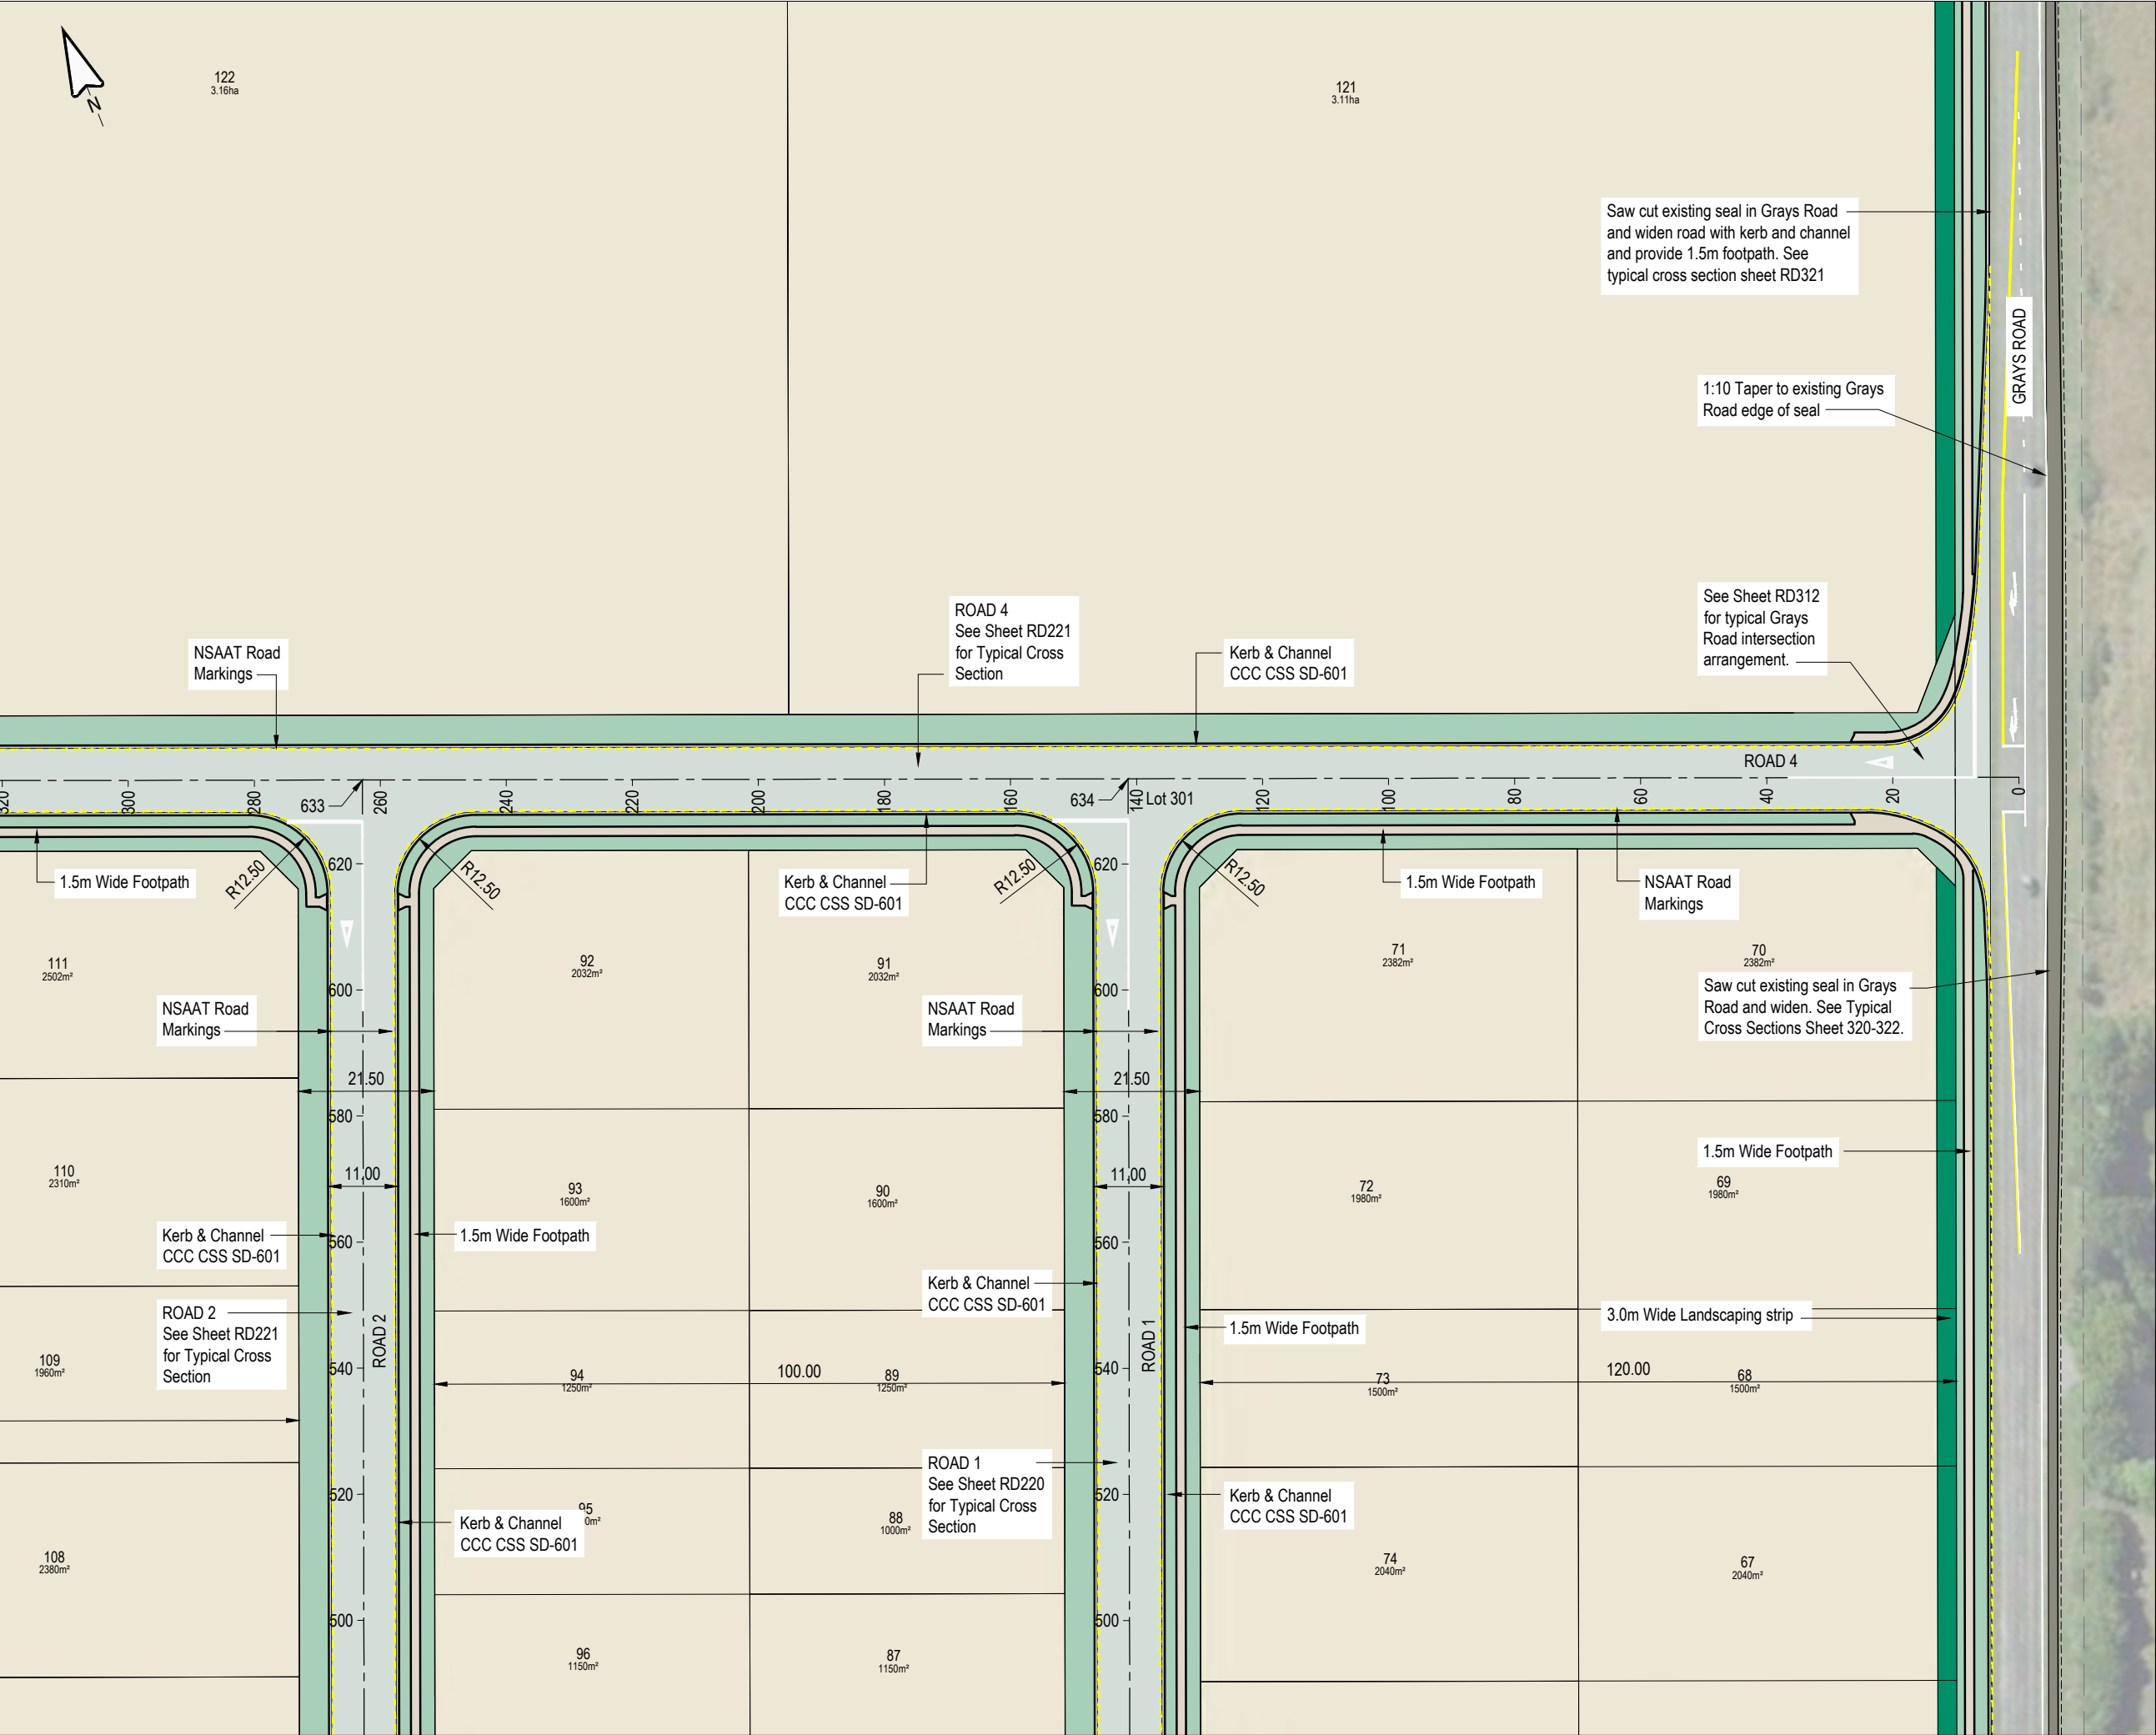 122
3.16ha
121
3.11ha
N
Saw cut existing seal in Grays Road
and widen road with kerb and channel
and provide 1.5m footpath. See
typical cross section sheet RD321
GRAYS ROAD
1:10 Taper to existing Grays
Road edge of seal
See Sheet RD312
for typical Grays
Road intersection
arrangement.
ROAD 4
See Sheet RD221
for Typical Cross
Section
NSAAT Road
Markings
Kerb & Channel
CCC CSS SD-601
ROAD 4
320
300
280
633
260
240
220
200
180
160
634
140
Lot 301
120
100
80
60
40
20
0
620
620
R12.50
R12.50
R12.50
R12.50
1.5m Wide Footpath
Kerb & Channel
CCC CSS SD-601
1.5m Wide Footpath
NSAAT Road
Markings
111
2502m²
92
2032m²
91
2032m²
71
2382m²
70
2382m²
600
600
NSAAT Road
Markings
NSAAT Road
Markings
Saw cut existing seal in Grays
Road and widen. See Typical
Cross Sections Sheet 320-322.
21.50
21.50
580
580
1.5m Wide Footpath
110
2310m²
11.00
93
1600m²
90
1600m²
11.00
72
1980m²
69
1980m²
Kerb & Channel
CCC CSS SD-601
560
1.5m Wide Footpath
560
Kerb & Channel
CCC CSS SD-601
ROAD 2
See Sheet RD221
for Typical Cross
Section
ROAD 2
ROAD 1
1.5m Wide Footpath
3.0m Wide Landscaping strip
109
1960m²
540
94
1250m²
100.00
89
1250m²
540
73
1500m²
120.00
68
1500m²
ROAD 1
See Sheet RD220
for Typical Cross
Section
520
95
0m²
Kerb & Channel
CCC CSS SD-601
88
1000m²
520
Kerb & Channel
CCC CSS SD-601
108
2380m²
74
2040m²
67
2040m²
500
500
96
1150m²
87
1150m²